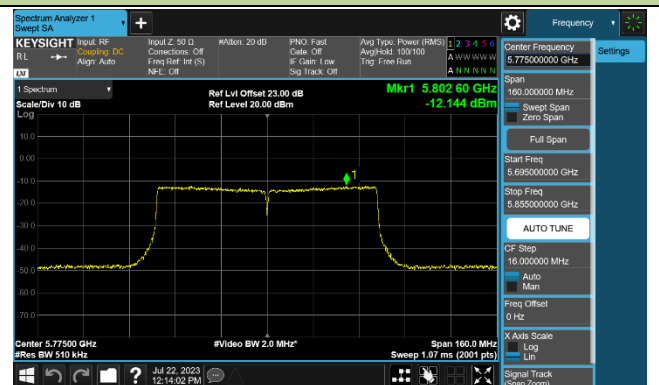 Spectrum Analyzer 1
Swept SA
Frequency
KEYSIGHT
RL
LXI
Input: RF
Coupling: DC
Align: Auto
Input Z: 50 Ω
Corrections: Off
Freq Ref: Int (S)
NFE: Off
#Atten: 20 dB
PNO: Fast
Gate: Off
IF Gain: Low
Sig Track: Off
Avg Type: Power (RMS)
Avg|Hold: 100/100
Trig: Free Run
1 2 3 4 5 6
A W W W W W
A N N N N N
1 Spectrum
Scale/Div 10 dB
Log
Ref Lvl Offset 23.00 dB
Ref Level 20.00 dBm
Mkr1 5.802 60 GHz
-12.144 dBm
10.0
0.00
-10.0
-20.0
-30.0
-40.0
-50.0
-60.0
-70.0
1
Center 5.77500 GHz
#Res BW 510 kHz
#Video BW 2.0 MHz*
Span 160.0 MHz
Sweep 1.07 ms (2001 pts)
?
Jul 22, 2023
12:14:02 PM
Center Frequency
5.775000000 GHz
Settings
Span
160.000000 MHz
Swept Span
Zero Span
Full Span
Start Freq
5.695000000 GHz
Stop Freq
5.855000000 GHz
AUTO TUNE
CF Step
16.000000 MHz
Auto
Man
Freq Offset
0 Hz
X Axis Scale
Log
Lin
Signal Track
(Span Zoom)